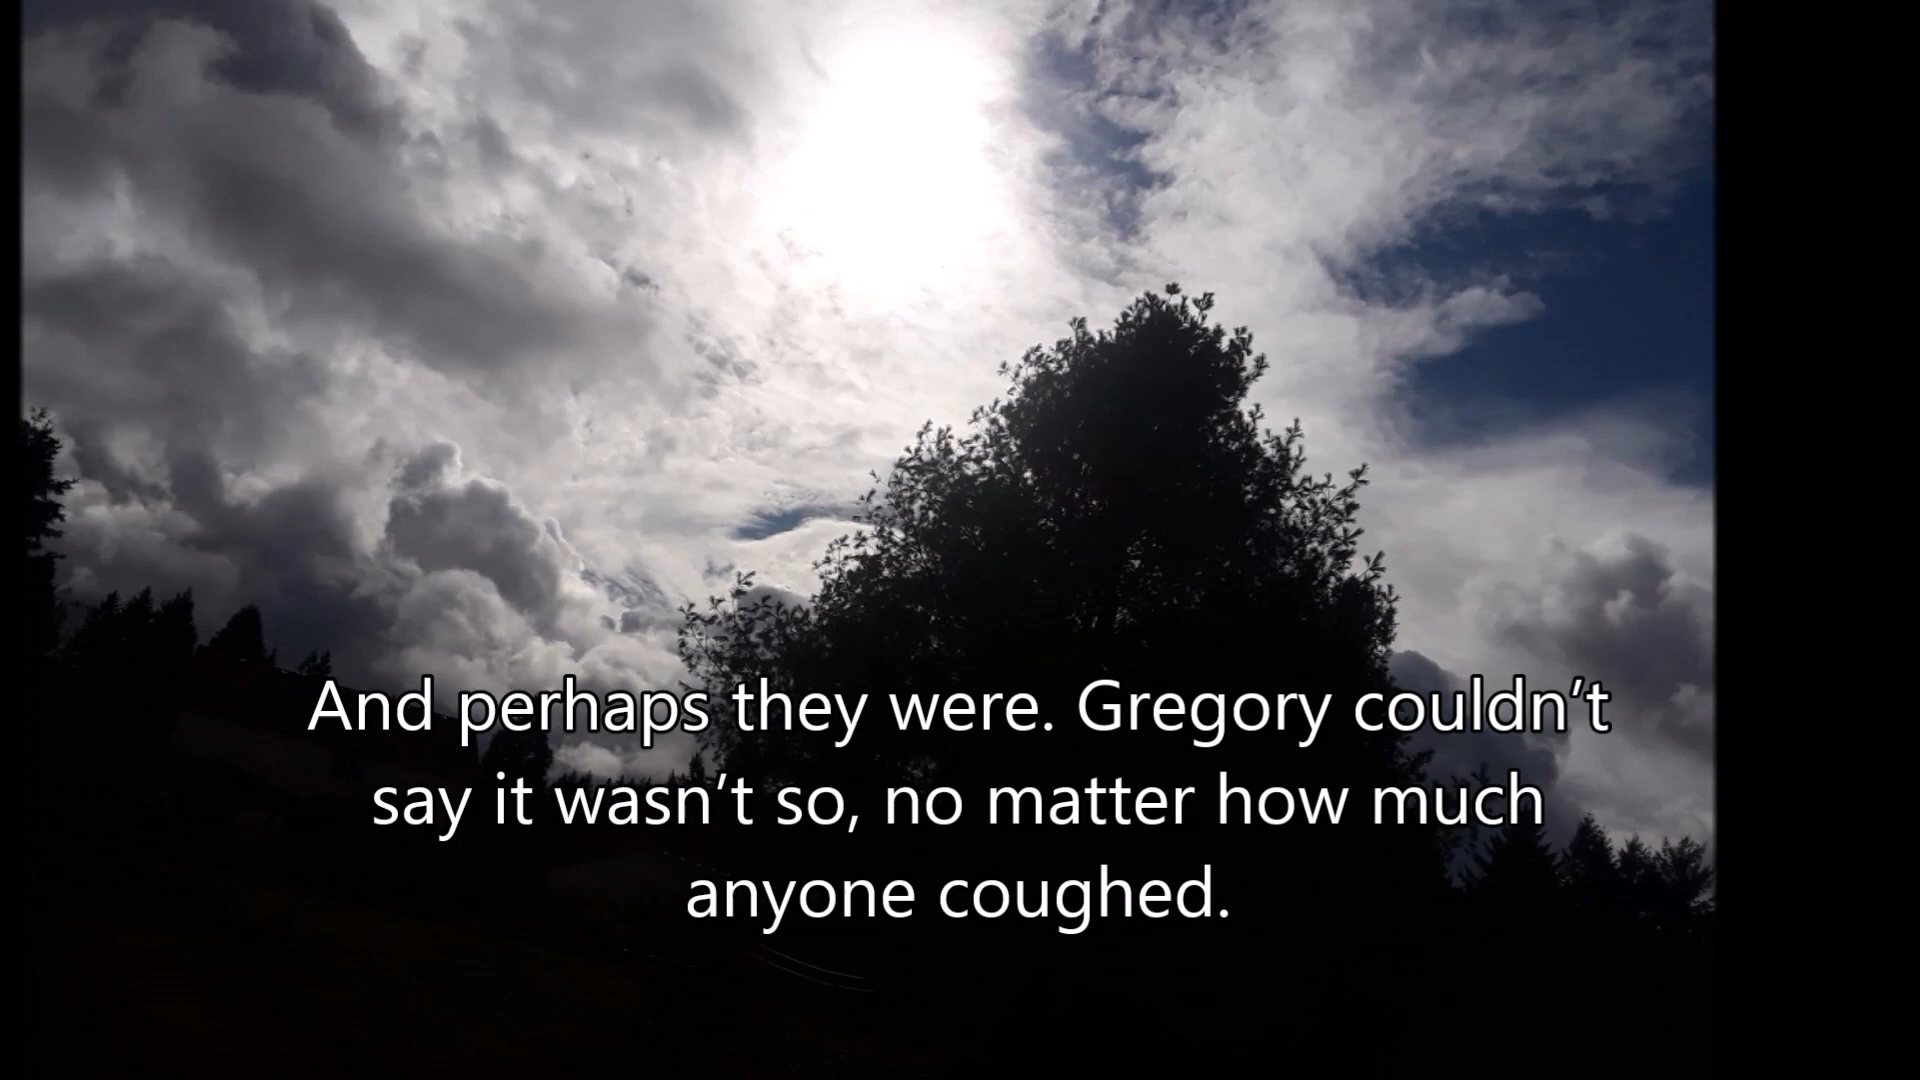 And perhaps they were. Gregory couldn’t
say it wasn’t so, no matter how much
anyone coughed.